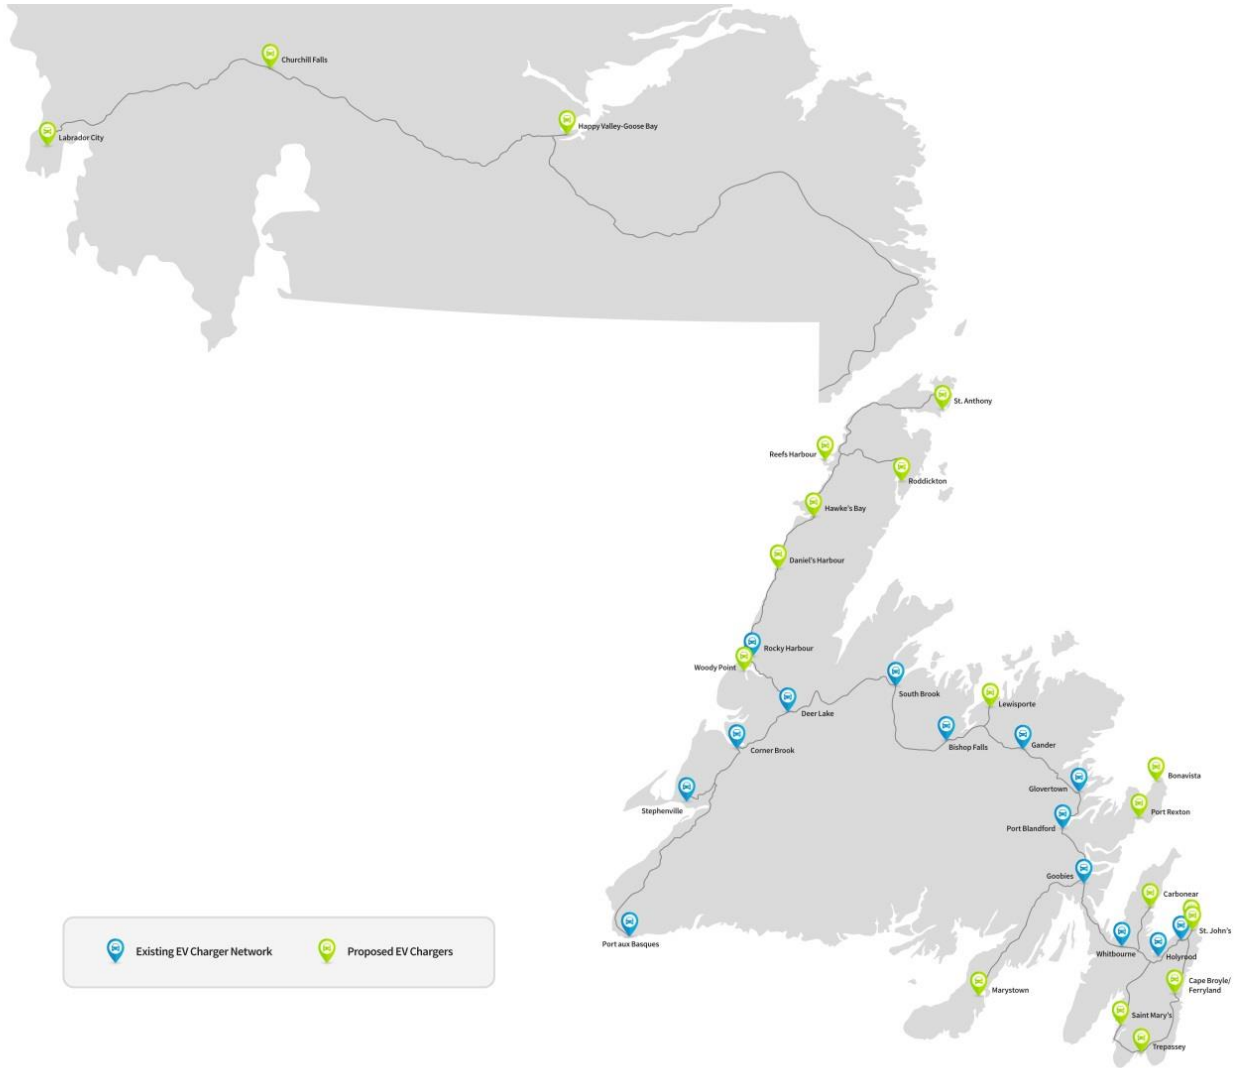 Churchill Falls
Happy Valley-Goose Bay
Labrador City
St. Anthony
Reefs Harbour
Roddickton
Hawke's Bay
Daniel's Harbour
Rocky Harbour
Woody Point
South Brook
Lewisporte
Deer Lake
Corner Brook
Bishop Falls
Gander
Bonavista
Glovertown
Stephenville
Port Rexton
Port Blandford
Goobies
Carbonear
St. John's
Port aux Basques
Existing EV Charger Network
Proposed EV Chargers
Whitbourne
Holyrood
Cape Broyle/
Ferryland
Marystown
Saint Mary's
Trepassey